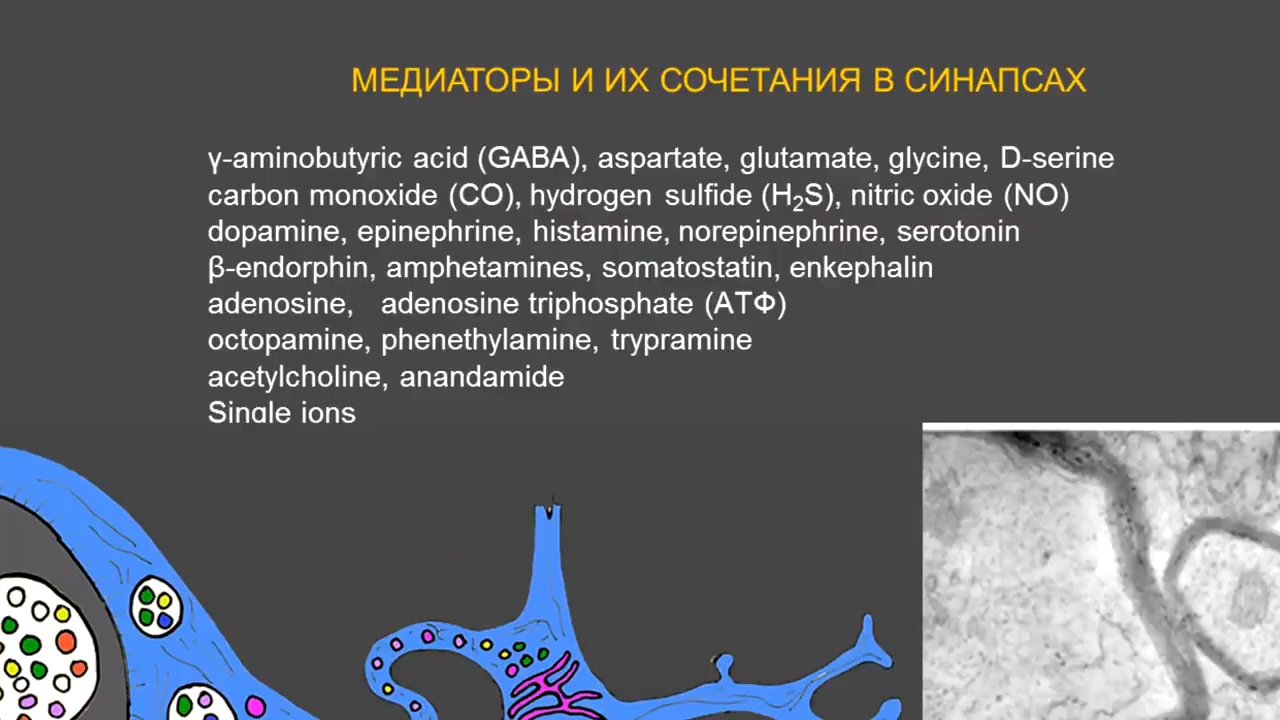 МЕДИАТОРЫ И ИХ СОЧЕТАНИЯ В СИНАПСАХ
γ-aminobutyric acid (GABA), aspartate, glutamate, glycine, D-serine
carbon monoxide (CO), hydrogen sulfide (H₂S), nitric oxide (NO)
dopamine, epinephrine, histamine, norepinephrine, serotonin
β-endorphin, amphetamines, somatostatin, enkephalin
adenosine, adenosine triphosphate (АТФ)
octopamine, phenethylamine, trypramine
acetylcholine, anandamide
Single ions